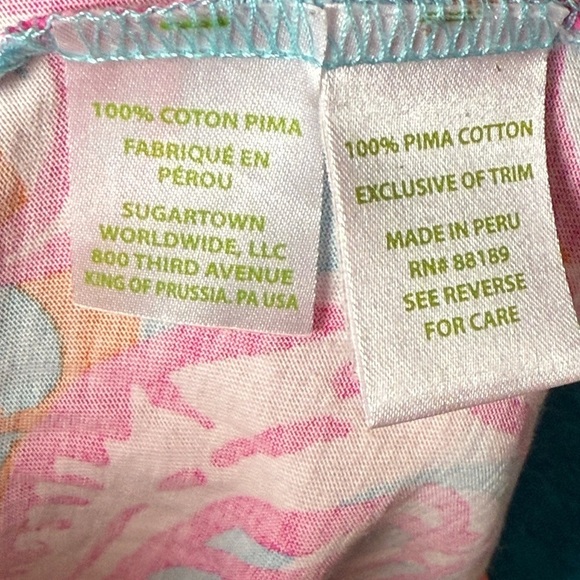 100% COTON PIMA
FABRIQUÉ EN
PÉROU
SUGARTOWN
WORLDWIDE, LLC
800 THIRD AVENUE
KING OF PRUSSIA. PA USA
100% PIMA COTTON
EXCLUSIVE OF TRIM
MADE IN PERU
RN# 88189
SEE REVERSE
FOR CARE